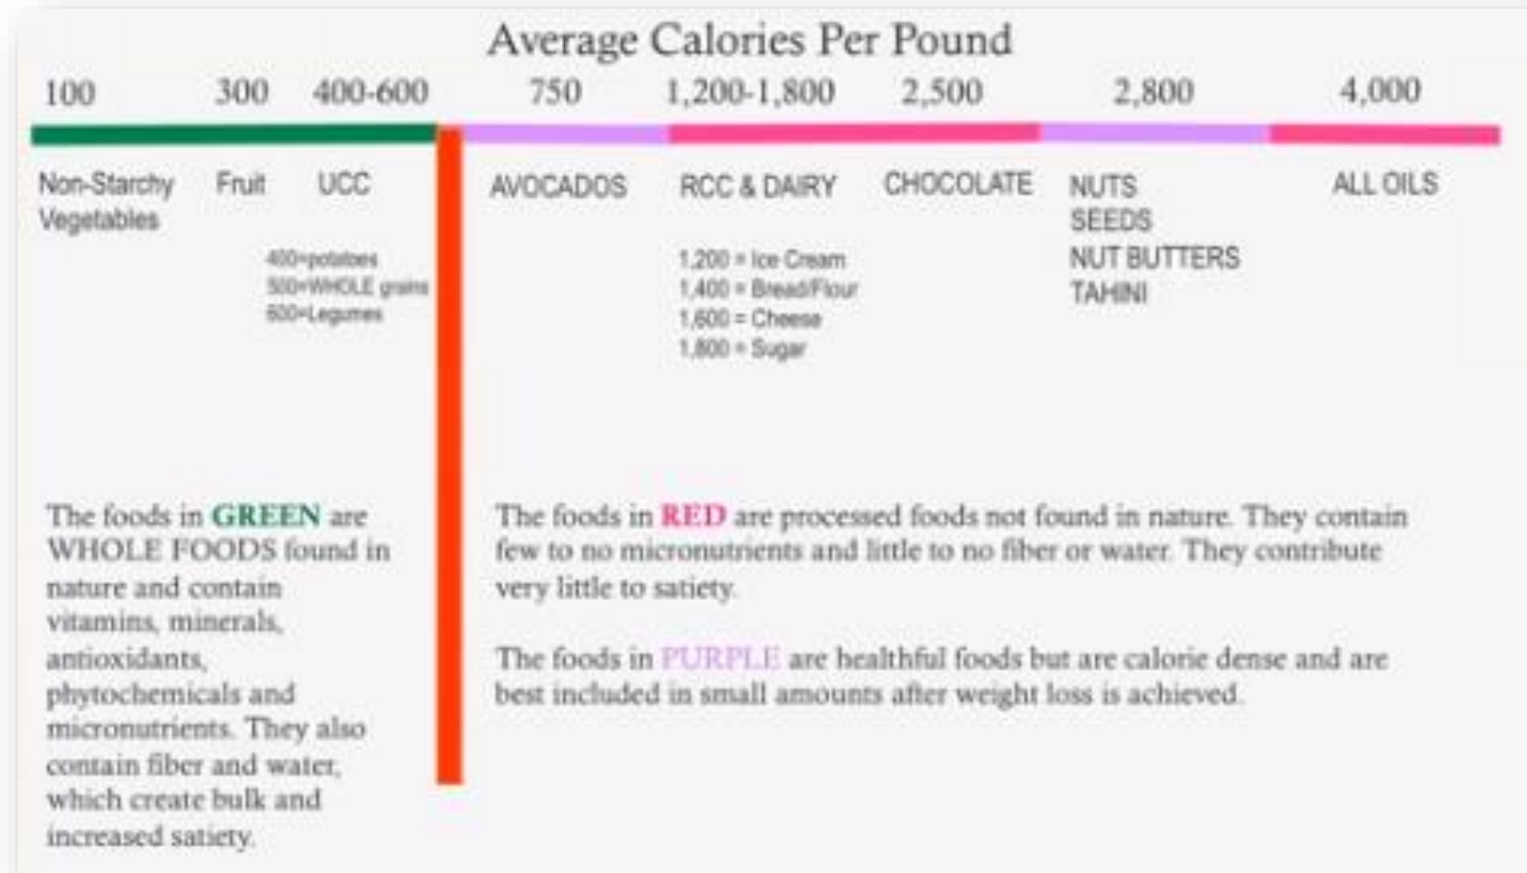 Average Calories Per Pound
100 300 400-600 750 1,200-1,800 2,500 2,800 4,000
Non-Starchy Vegetables
Fruit
UCC
400=potatoes
500=WHOLE grains
600=Legumes
AVOCADOS
RCC & DAIRY
1,200 = Ice Cream
1,400 = Bread/Flour
1,600 = Cheese
1,800 = Sugar
CHOCOLATE
NUTS
SEEDS
NUT BUTTERS
TAHINI
ALL OILS
The foods in GREEN are
WHOLE FOODS found in
nature and contain
vitamins, minerals,
antioxidants,
phytochemicals and
micronutrients. They also
contain fiber and water,
which create bulk and
increased satiety.
The foods in RED are processed foods not found in nature. They contain
few to no micronutrients and little to no fiber or water. They contribute
very little to satiety.
The foods in PURPLE are healthful foods but are calorie dense and are
best included in small amounts after weight loss is achieved.